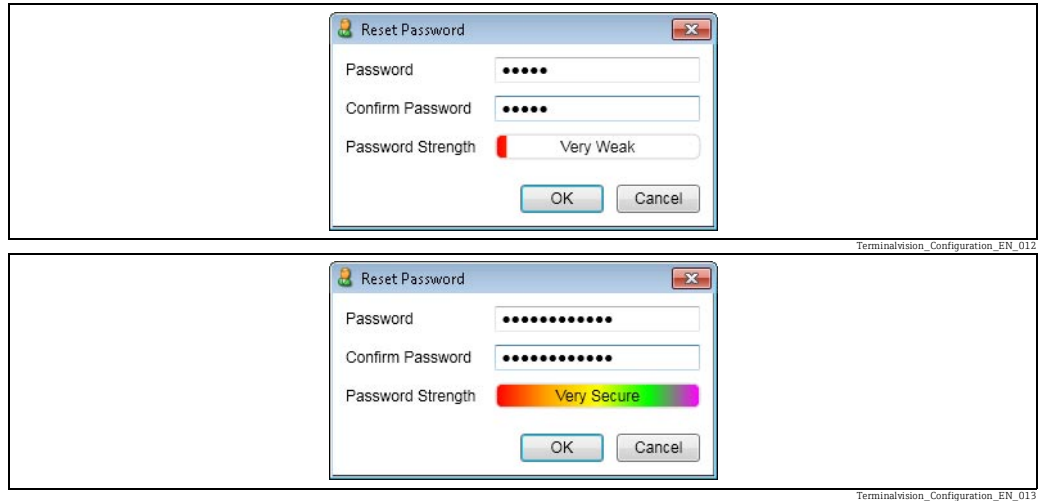 Reset Password
Password •••••
Confirm Password •••••
Password Strength Very Weak
OK Cancel
Terminalvision_Configuration_EN_012
Reset Password
Password ••••••••••••
Confirm Password ••••••••••••
Password Strength Very Secure
OK Cancel
Terminalvision_Configuration_EN_013